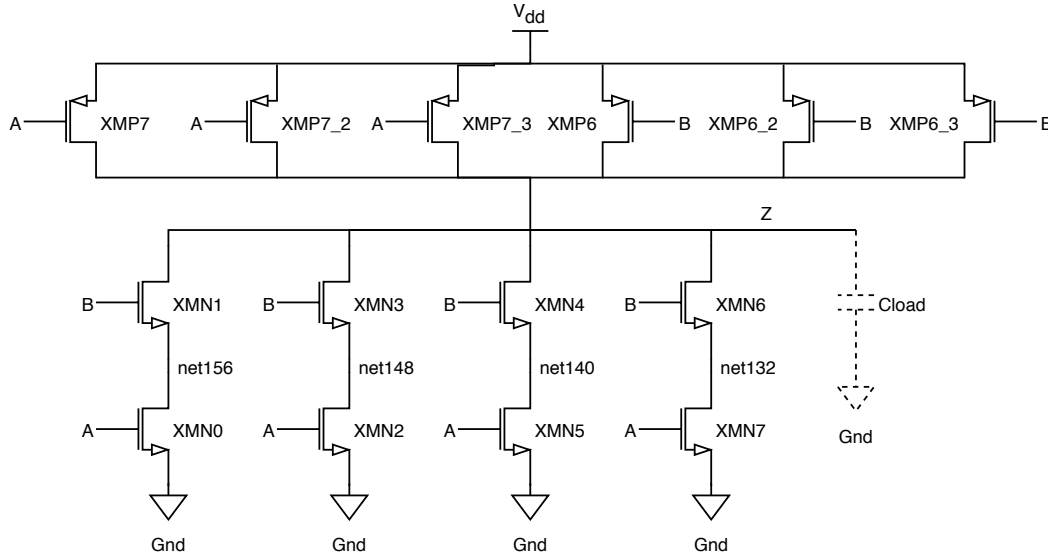 Vdd
A XMP7 A XMP7_2 A XMP7_3 XMP6 B XMP6_2 B XMP6_3 B
Z
B XMN1 B XMN3 B XMN4 B XMN6 Cload
net156 net148 net140 net132
A XMN0 A XMN2 A XMN5 A XMN7 Gnd
Gnd Gnd Gnd Gnd